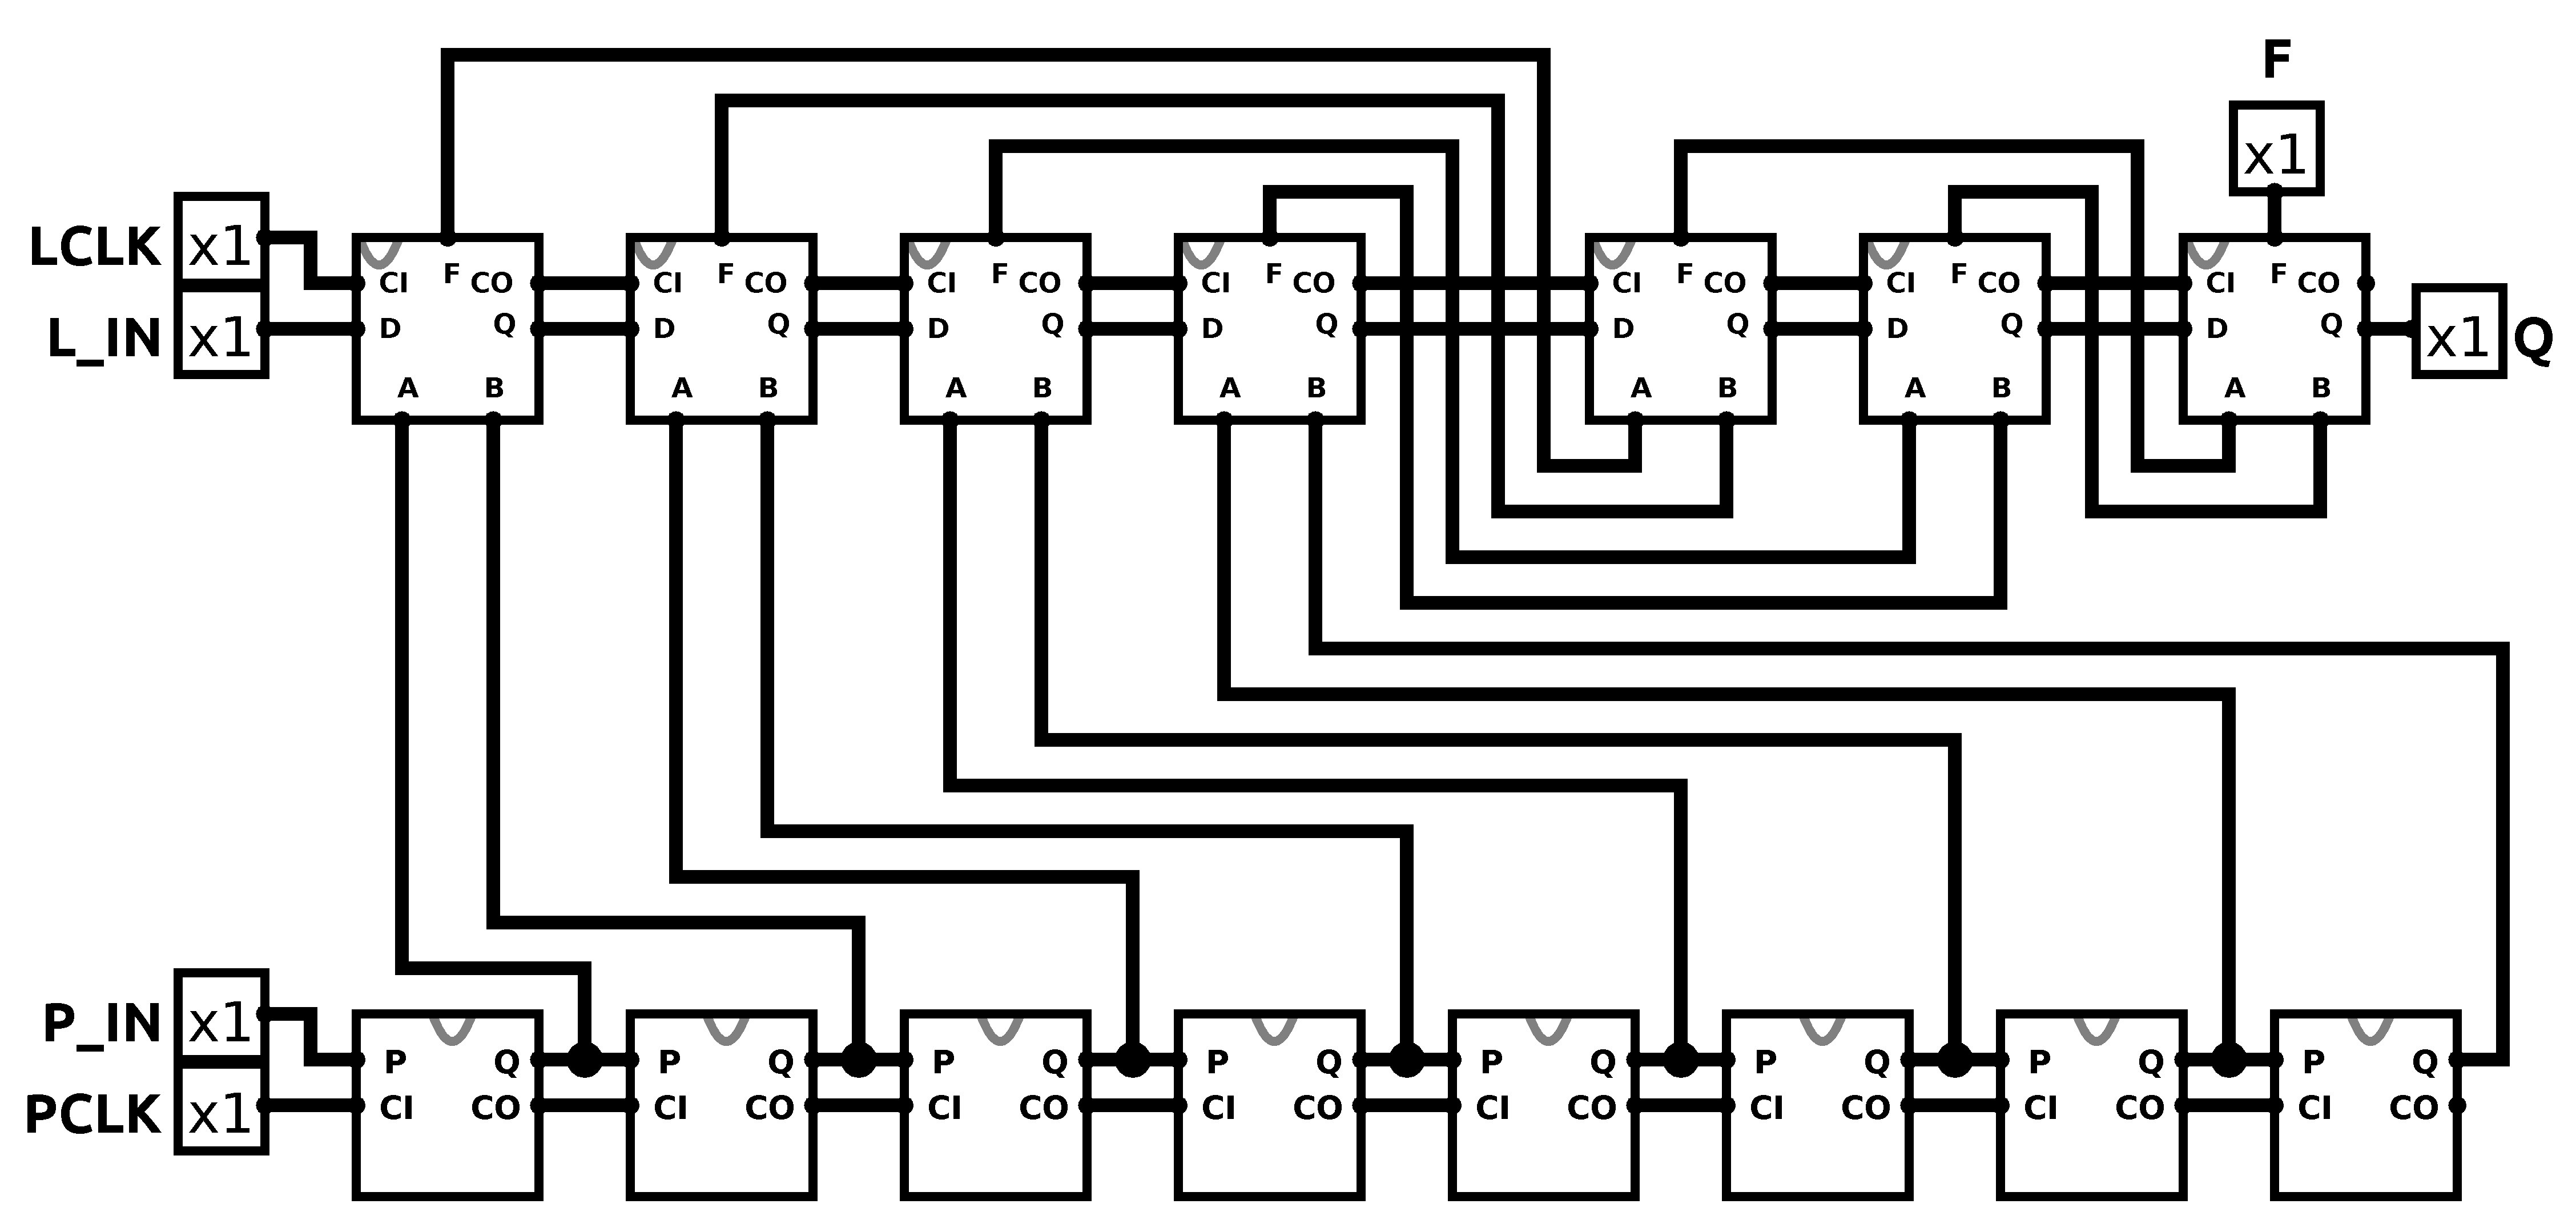 F
x1
LCLK x1
L_IN x1
CI F CO CI F CO CI F CO CI F CO CI F CO CI F CO CI F CO
D Q D Q D Q D Q D Q D Q D Q x1 Q
A B A B A B A B A B A B A B
P_IN x1
PCLK x1
P Q P Q P Q P Q P Q P Q P Q P Q
CI CO CI CO CI CO CI CO CI CO CI CO CI CO CI CO